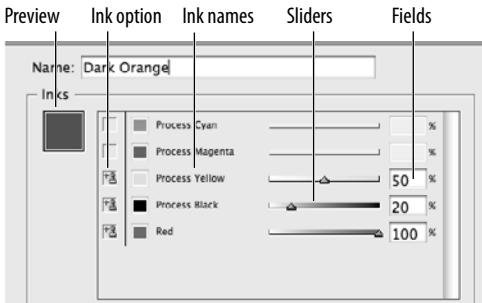 Preview Ink option Ink names Sliders Fields
Name: Dark Orange
Inks
Process Cyan %
Process Magenta %
Process Yellow 50 %
Process Black 20 %
Red 100 %